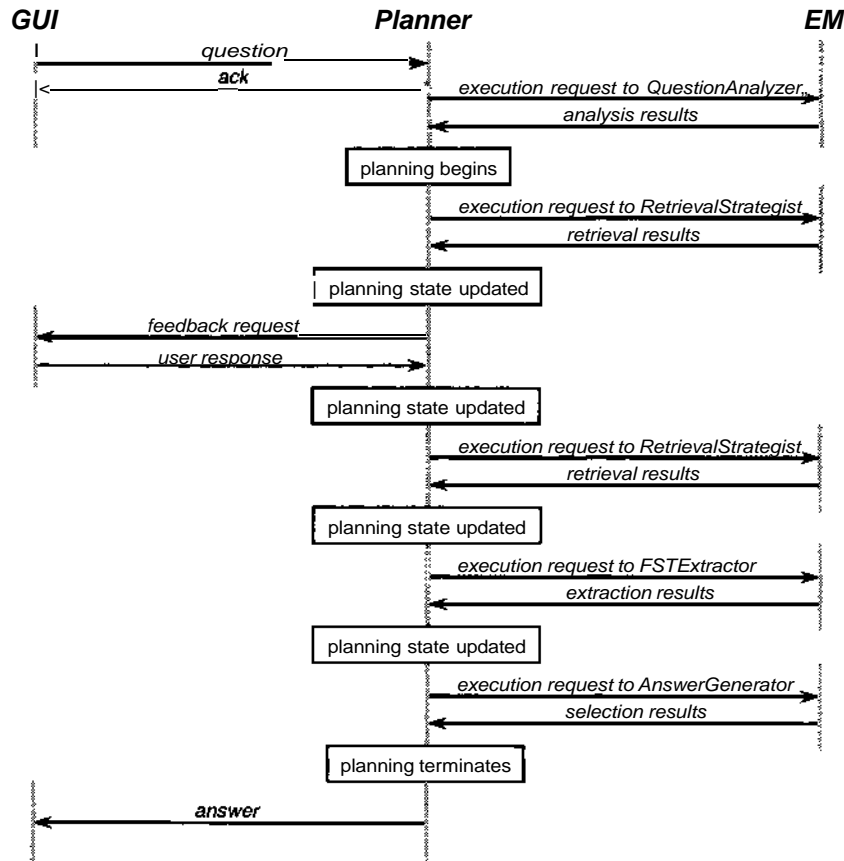 GUI Planner EM
question
ack
execution request to QuestionAnalyzer
analysis results
planning begins
execution request to RetrievalStrategist
retrieval results
planning state updated
feedback request
user response
planning state updated
execution request to RetrievalStrategist
retrieval results
planning state updated
execution request to FSTExtractor
extraction results
planning state updated
execution request to AnswerGenerator
selection results
planning terminates
answer